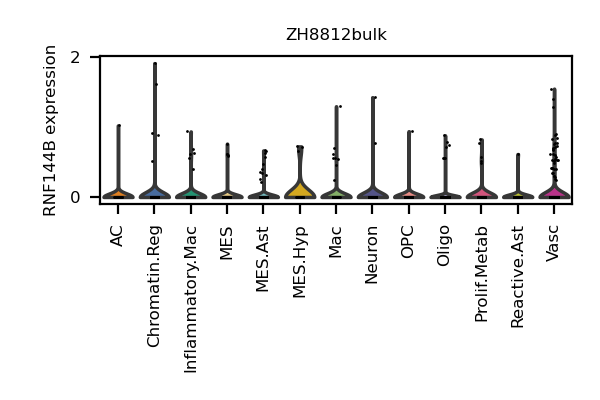 ZH8812bulk
RNF144B expression
2
0
AC
Chromatin.Reg
Inflammatory.Mac
MES
MES.Ast
MES.Hyp
Mac
Neuron
OPC
Oligo
Prolif.Metab
Reactive.Ast
Vasc